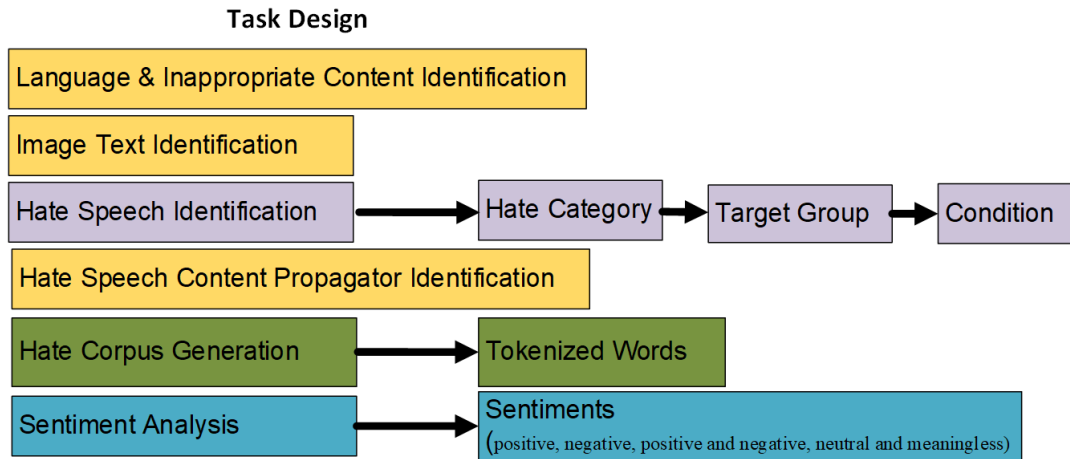 Task Design
Language & Inappropriate Content Identification
Image Text Identification
Hate Speech Identification
Hate Category
Target Group
Condition
Hate Speech Content Propagator Identification
Hate Corpus Generation
Tokenized Words
Sentiment Analysis
Sentiments
(positive, negative, positive and negative, neutral and meaningless)